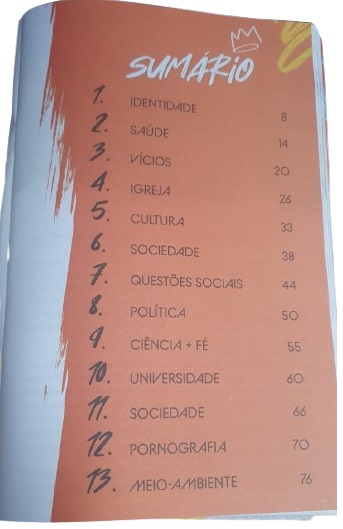 SUMÁRIO
1. IDENTIDADE 8
2. SAÚDE 14
3. VÍCIOS 20
4. IGREJA 26
5. CULTURA 33
6. SOCIEDADE 38
7. QUESTÕES SOCIAIS 44
8. POLÍTICA 50
9. CIÊNCIA + FÉ 55
10. UNIVERSIDADE 60
11. SOCIEDADE 66
12. PORNOGRAFIA 70
13. MEIO-AMBIENTE 76